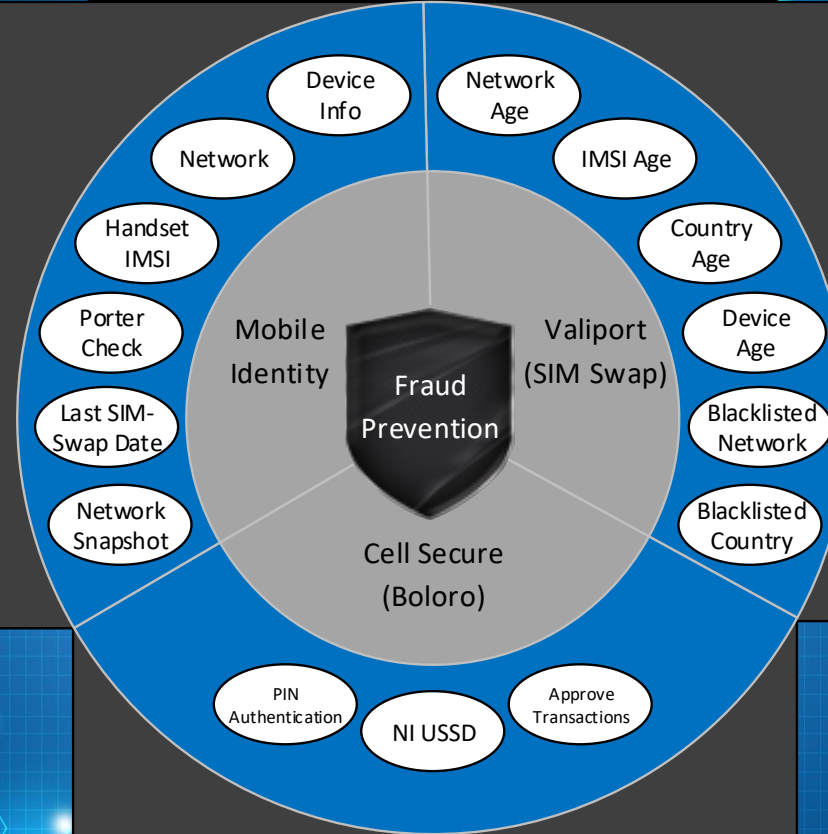 Device
Info
Network
Age
Network
IMSI Age
Handset
IMSI
Country
Age
Porter
Check
Device
Age
Last SIM-
Swap Date
Blacklisted
Network
Network
Snapshot
Blacklisted
Country
Mobile
Identity
Fraud
Prevention
Valiport
(SIM Swap)
Cell Secure
(Boloro)
PIN
Authentication
NI USSD
Approve
Transactions